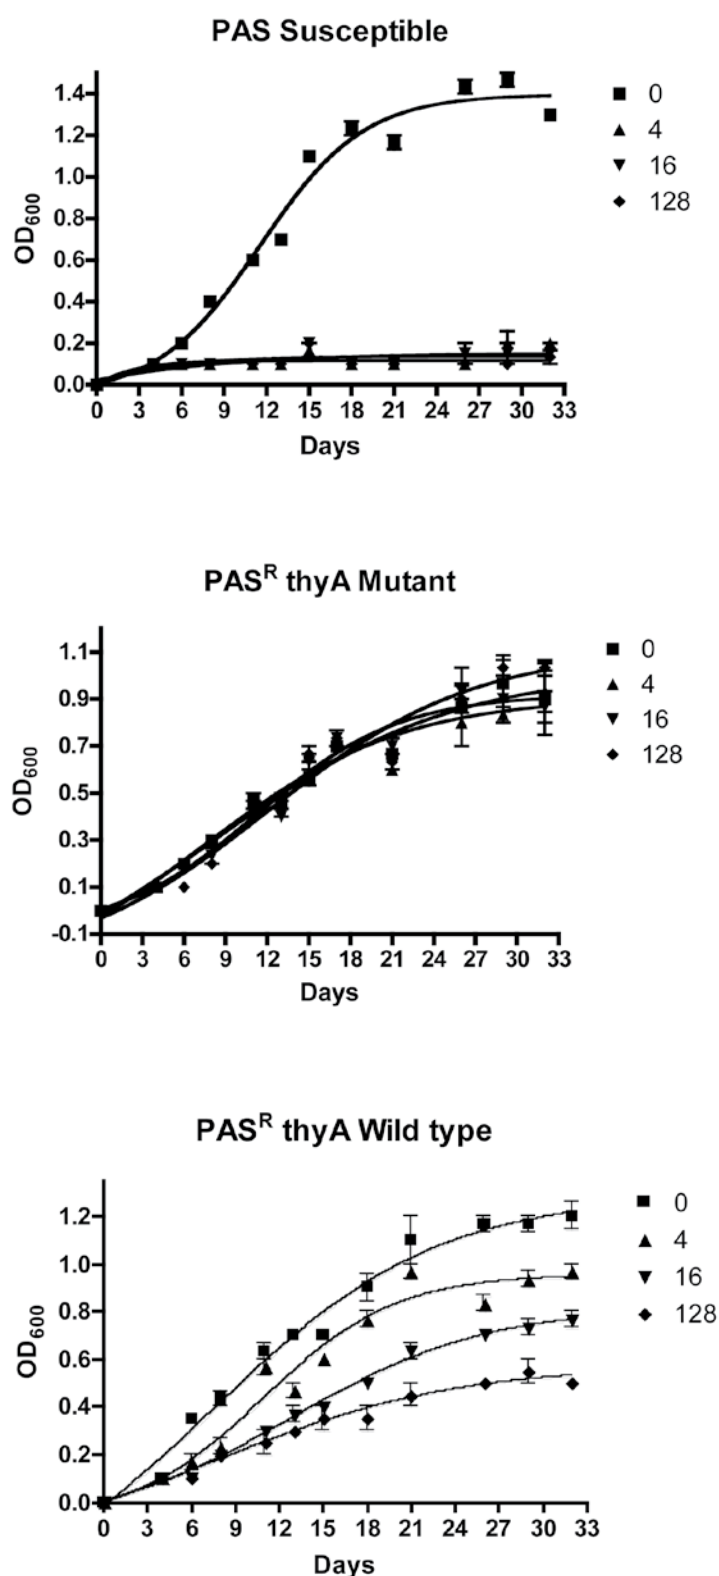 PAS Susceptible
1.4
1.2
1.0
0.8
0.6
0.4
0.2
0.0
OD600
0 3 6 9 12 15 18 21 24 27 30 33
Days
0
4
16
128
PASR thyA Mutant
1.1
0.9
0.7
0.5
0.3
0.1
-0.1
OD600
0 3 6 9 12 15 18 21 24 27 30 33
Days
0
4
16
128
PASR thyA Wild type
1.2
1.0
0.8
0.6
0.4
0.2
0.0
OD600
0 3 6 9 12 15 18 21 24 27 30 33
Days
0
4
16
128